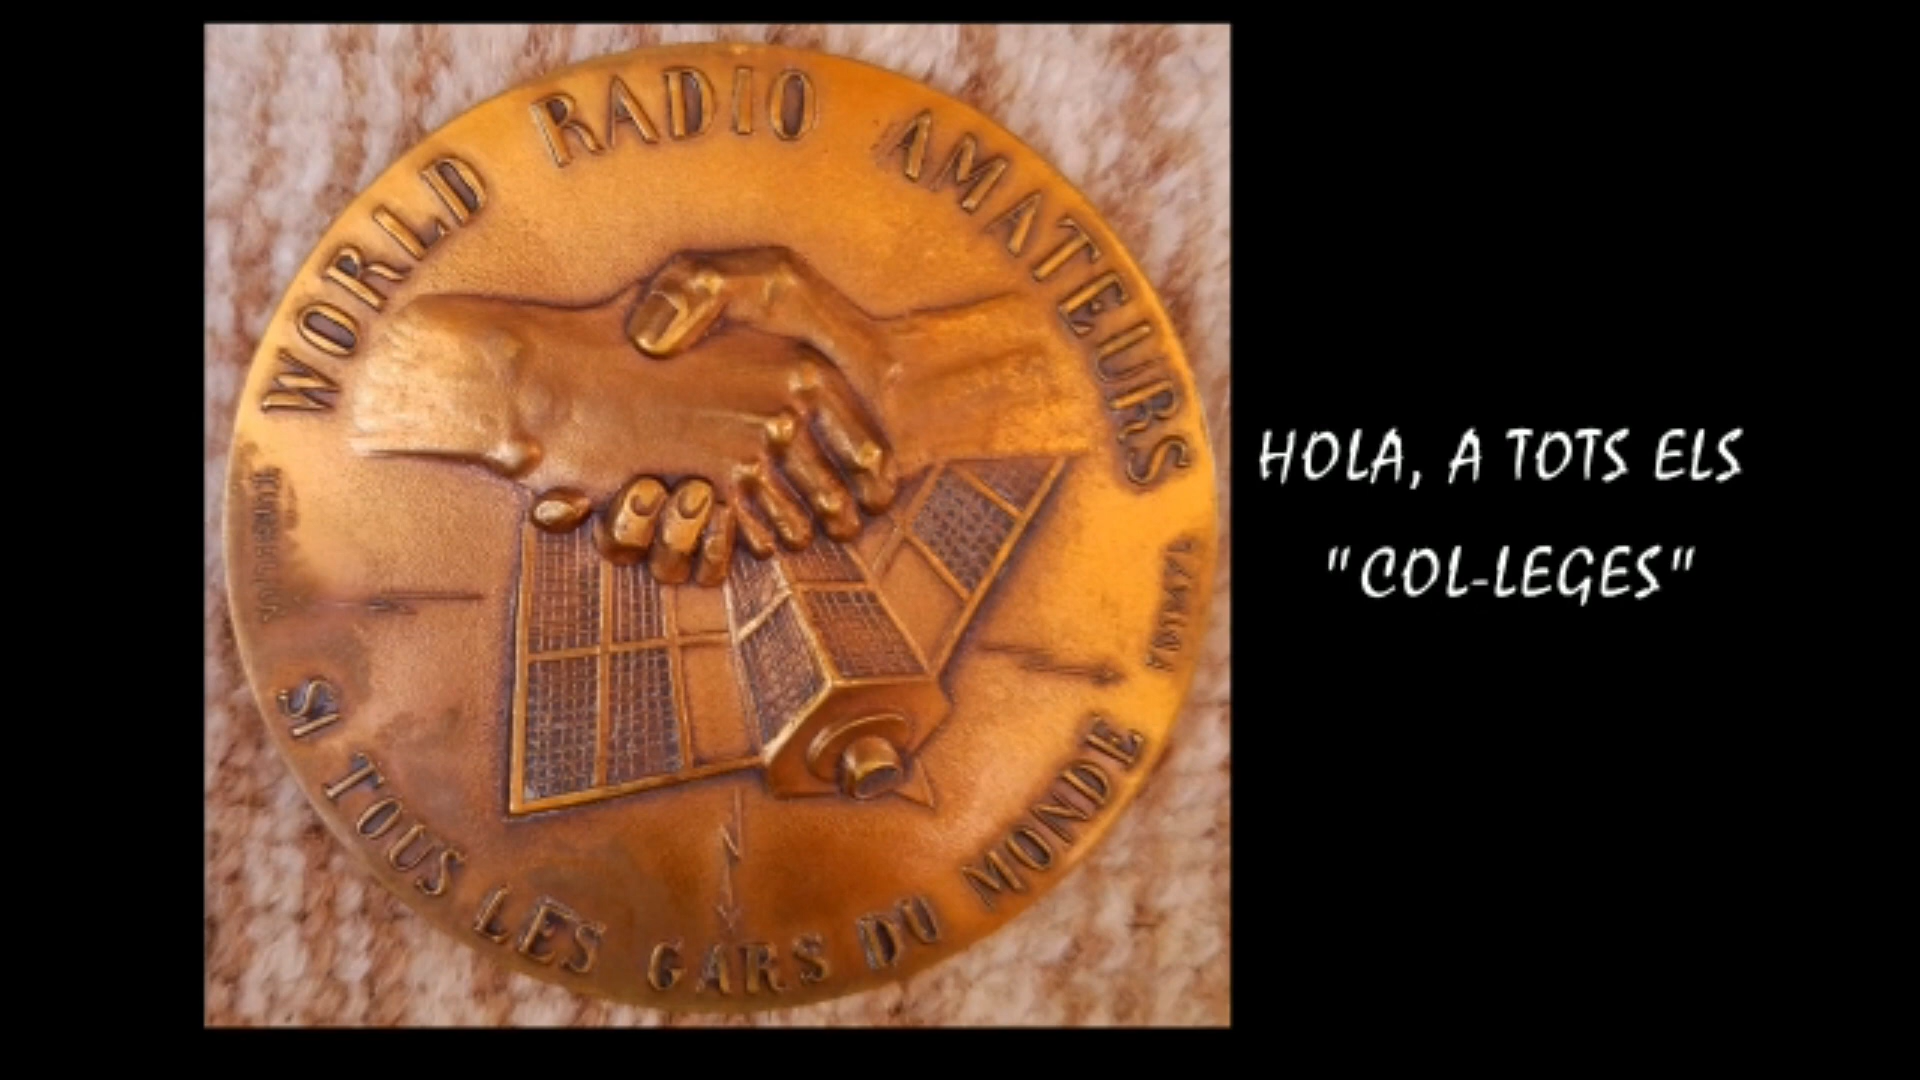 WORLD RADIO AMATEURS
SI TOUS LES GARS DU MONDE
HOLA, A TOTS ELS
"COL-LEGES"